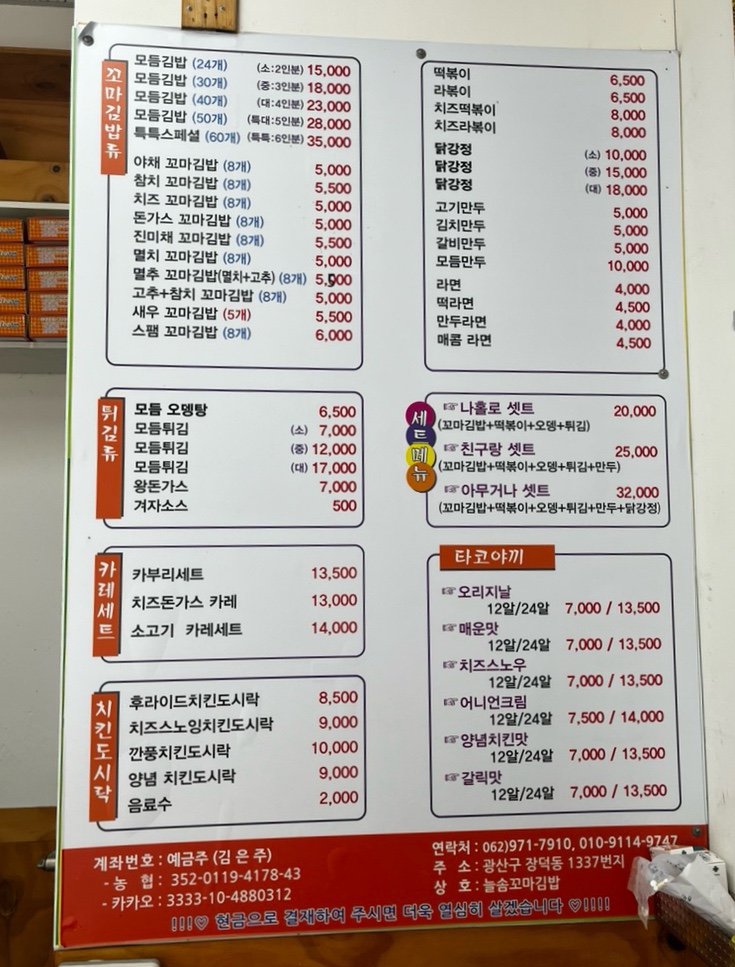 꼬마김밥류
모듬김밥 (24개) (소:2인분) 15,000
모듬김밥 (30개) (중:3인분) 18,000
모듬김밥 (40개) (대:4인분) 23,000
모듬김밥 (50개) (특대:5인분) 28,000
특특스페셜 (60개) (특특:6인분) 35,000
야채 꼬마김밥 (8개) 5,000
참치 꼬마김밥 (8개) 5,500
치즈 꼬마김밥 (8개) 5,000
돈가스 꼬마김밥 (8개) 5,000
진미채 꼬마김밥 (8개) 5,500
멸치 꼬마김밥 (8개) 5,000
멸추 꼬마김밥(멸치+고추) (8개) 5,500
고추+참치 꼬마김밥 (8개) 5,000
새우 꼬마김밥 (5개) 5,500
스팸 꼬마김밥 (8개) 6,000
떡볶이 6,500
라볶이 6,500
치즈떡볶이 8,000
치즈라볶이 8,000
닭강정 (소) 10,000
닭강정 (중) 15,000
닭강정 (대) 18,000
고기만두 5,000
김치만두 5,000
갈비만두 5,000
모듬만두 10,000
라면 4,000
떡라면 4,500
만두라면 4,000
매콤 라면 4,500
튀김류
모듬 오뎅탕 6,500
모듬튀김 (소) 7,000
모듬튀김 (중) 12,000
모듬튀김 (대) 17,000
왕돈가스 7,000
겨자소스 500
세트메뉴
☞나홀로 셋트 20,000
(꼬마김밥+떡볶이+오뎅+튀김)
☞친구랑 셋트 25,000
(꼬마김밥+떡볶이+오뎅+튀김+만두)
☞아무거나 셋트 32,000
(꼬마김밥+떡볶이+오뎅+튀김+만두+닭강정)
카레세트
카부리세트 13,500
치즈돈가스 카레 13,000
소고기 카레세트 14,000
타코야끼
☞오리지날
12알/24알 7,000 / 13,500
☞매운맛
12알/24알 7,000 / 13,500
☞치즈스노우
12알/24알 7,000 / 13,500
☞어니언크림
12알/24알 7,500 / 14,000
☞양념치킨맛
12알/24알 7,000 / 13,500
☞갈릭맛
12알/24알 7,000 / 13,500
치킨도시락
후라이드치킨도시락 8,500
치즈스노잉치킨도시락 9,000
깐풍치킨도시락 10,000
양념 치킨도시락 9,000
음료수 2,000
계좌번호 : 예금주 (김 은 주)
- 농 협 : 352-0119-4178-43
- 카카오 : 3333-10-4880312
연락처 : 062)971-7910, 010-9114-9747
주 소 : 광산구 장덕동 1337번지
상 호 : 늘솜꼬마김밥
!!!♡ 현금으로 결재하여 주시면 더욱 열심히 살겠습니다 ♡!!!!